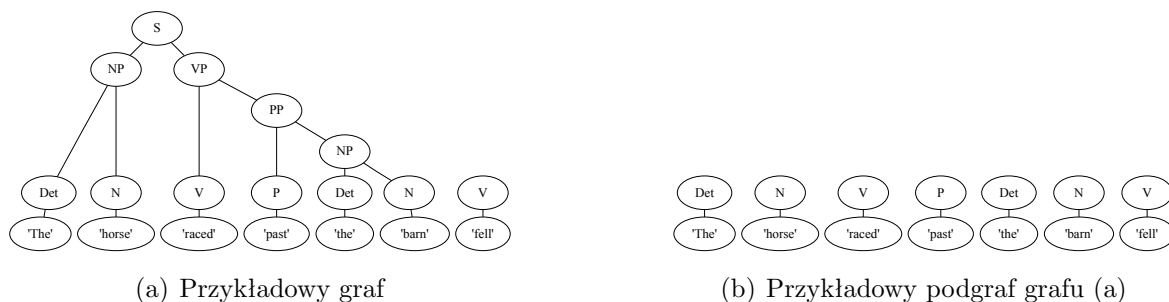 S
NP VP
PP
NP
Det N V P Det N V
'The' 'horse' 'raced' 'past' 'the' 'barn' 'fell'
(a) Przykładowy graf
Det N V P Det N V
'The' 'horse' 'raced' 'past' 'the' 'barn' 'fell'
(b) Przykładowy podgraf grafu (a)